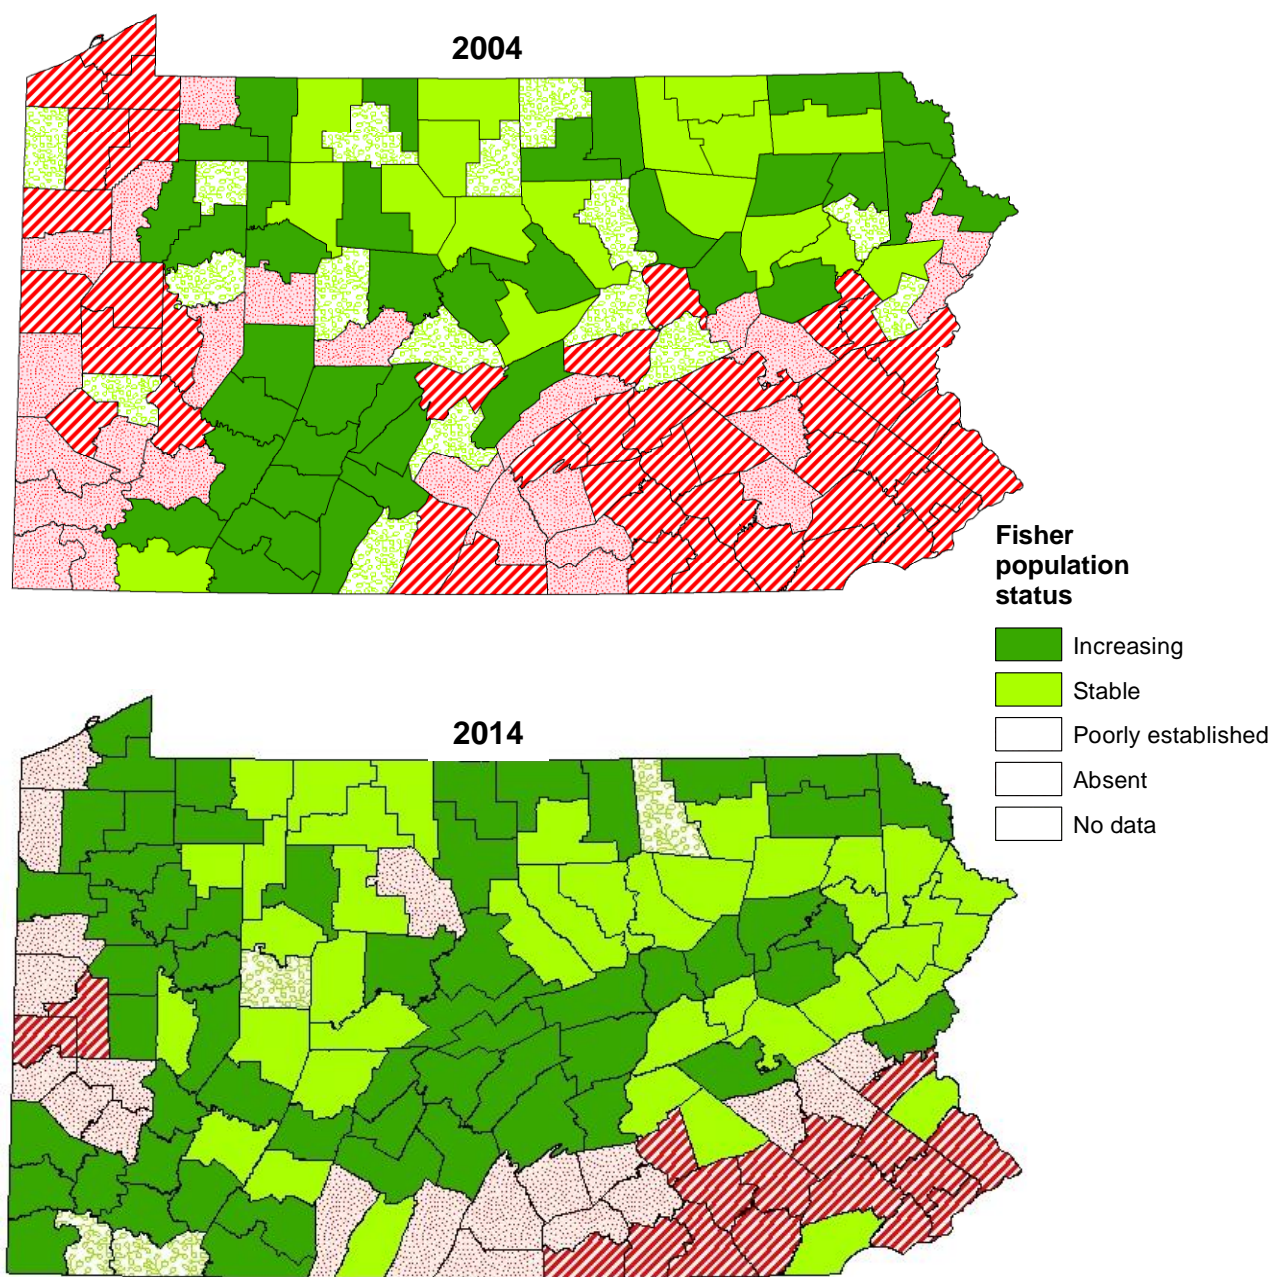 2004
Fisher
population
status
Increasing
Stable
Poorly established
Absent
No data
2014